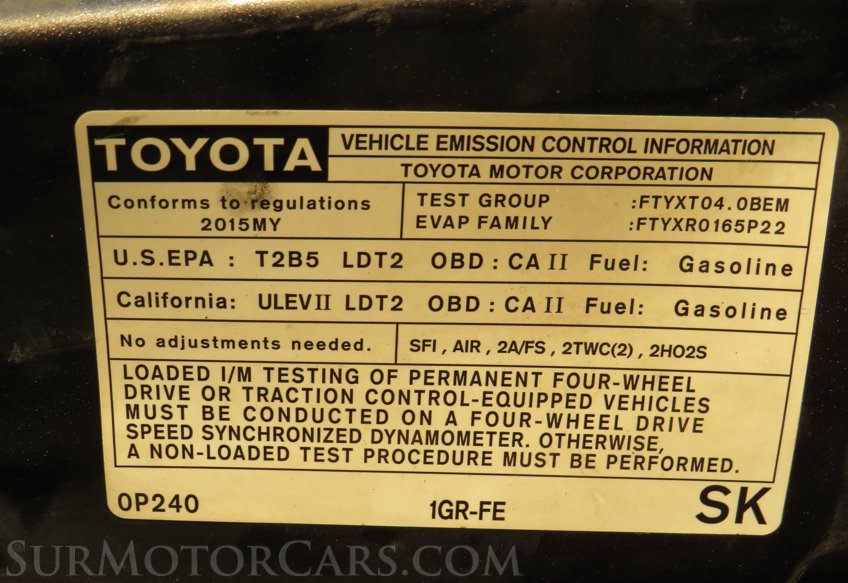 TOYOTA
VEHICLE EMISSION CONTROL INFORMATION
TOYOTA MOTOR CORPORATION
Conforms to regulations
2015MY
TEST GROUP :FTYXT04.0BEM
EVAP FAMILY :FTYXR0165P22
U.S.EPA : T2B5 LDT2 OBD : CA II Fuel: Gasoline
California: ULEV II LDT2 OBD : CA II Fuel: Gasoline
No adjustments needed.
SFI , AIR , 2A/FS , 2TWC(2) , 2HO2S
LOADED I/M TESTING OF PERMANENT FOUR-WHEEL
DRIVE OR TRACTION CONTROL-EQUIPPED VEHICLES
MUST BE CONDUCTED ON A FOUR-WHEEL DRIVE
SPEED SYNCHRONIZED DYNAMOMETER. OTHERWISE,
A NON-LOADED TEST PROCEDURE MUST BE PERFORMED.
0P240 1GR-FE SK
SURMOTORCARS.COM